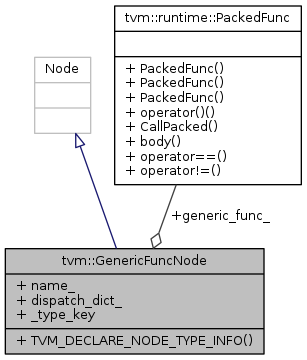 tvm::runtime::PackedFunc
+ PackedFunc()
+ PackedFunc()
+ PackedFunc()
+ operator()()
+ CallPacked()
+ body()
+ operator==()
+ operator!=()
Node
+generic_func_
tvm::GenericFuncNode
+ name_
+ dispatch_dict_
+ _type_key
+ TVM_DECLARE_NODE_TYPE_INFO()